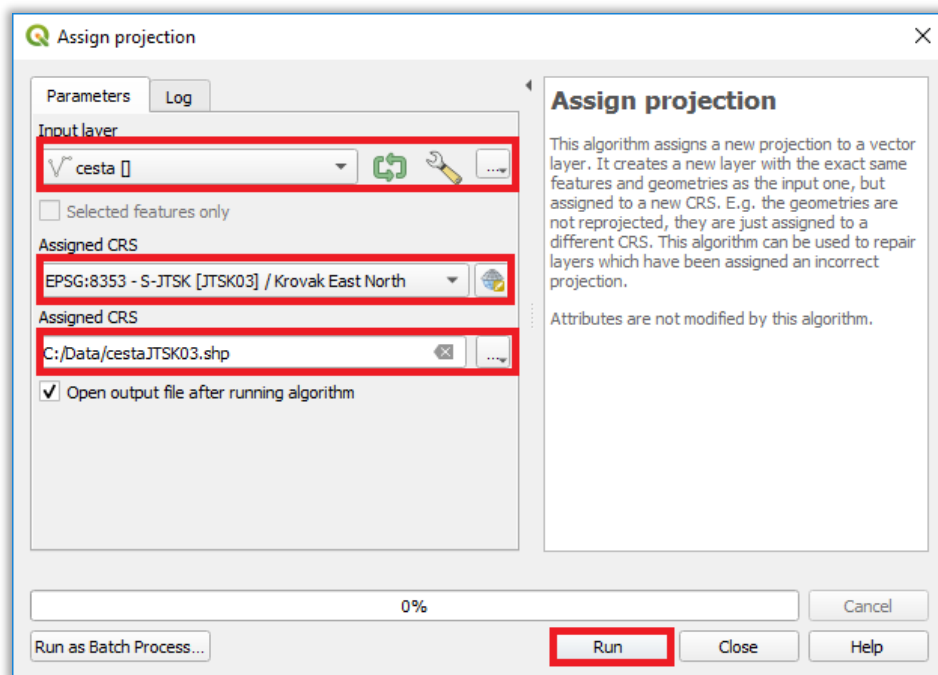 Assign projection
Parameters
Log
Input layer
cesta []
...
Selected features only
Assigned CRS
EPSG:8353 - S-JTSK [JTSK03] / Krovak East North
Assigned CRS
C:/Data/cestaJTSK03.shp
...
Open output file after running algorithm
Assign projection
This algorithm assigns a new projection to a vector
layer. It creates a new layer with the exact same
features and geometries as the input one, but
assigned to a new CRS. E.g. the geometries are
not reprojected, they are just assigned to a
different CRS. This algorithm can be used to repair
layers which have been assigned an incorrect
projection.
Attributes are not modified by this algorithm.
0%
Cancel
Run as Batch Process...
Run
Close
Help